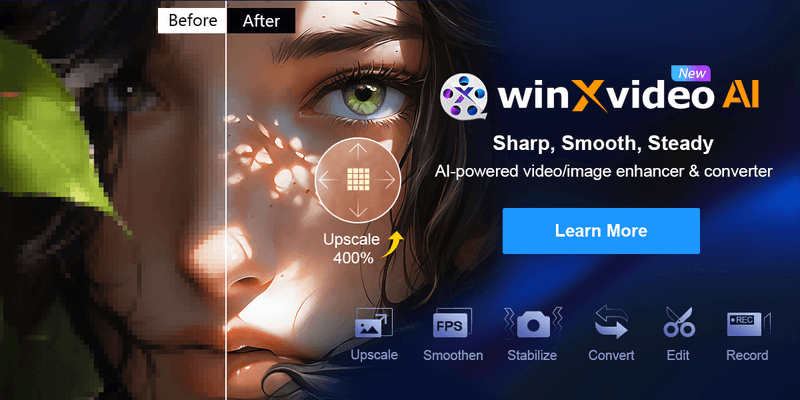 Before After
New
winXvideo AI
Sharp, Smooth, Steady
AI-powered video/image enhancer & converter
Upscale
400%
Learn More
FPS
REC
Upscale Smoothen Stabilize Convert Edit Record